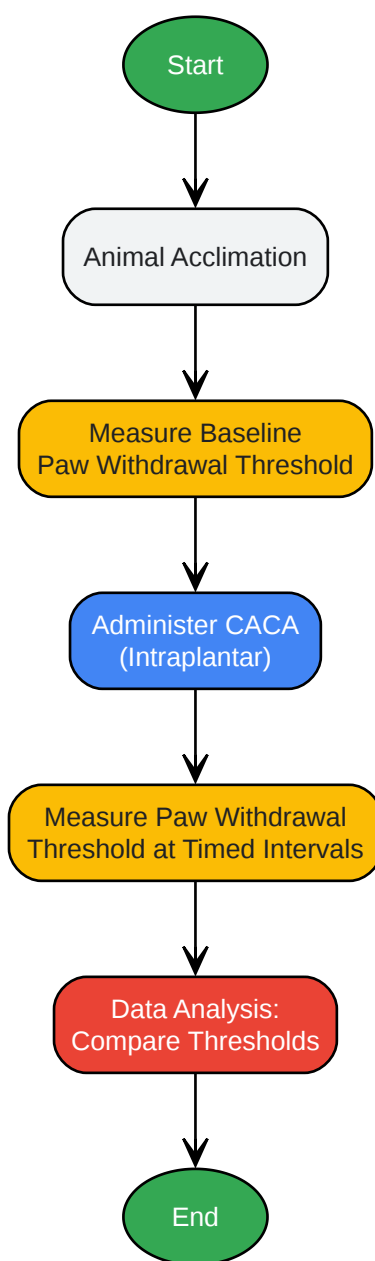 Start
Animal Acclimation
Measure Baseline
Paw Withdrawal Threshold
Administer CACA
(Intraplantar)
Measure Paw Withdrawal
Threshold at Timed Intervals
Data Analysis:
Compare Thresholds
End